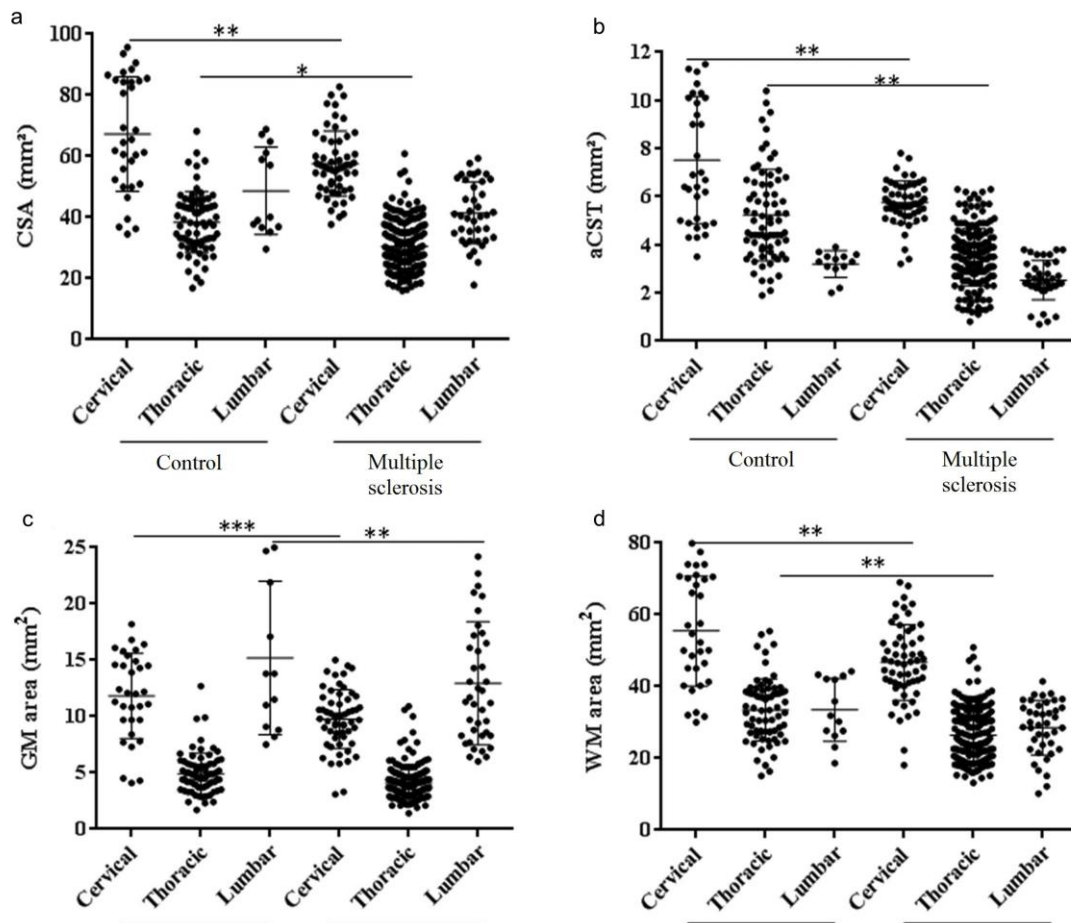 a
CSA (mm²)
100
80
60
40
20
0
**
*
Cervical
Thoracic
Lumbar
Cervical
Thoracic
Lumbar
Control
Multiple
sclerosis
b
aCST (mm²)
12
10
8
6
4
2
0
**
**
Cervical
Thoracic
Lumbar
Cervical
Thoracic
Lumbar
Control
Multiple
sclerosis
c
GM area (mm²)
25
20
15
10
5
0
***
**
Cervical
Thoracic
Lumbar
Cervical
Thoracic
Lumbar
d
WM area (mm²)
80
60
40
20
0
**
**
Cervical
Thoracic
Lumbar
Cervical
Thoracic
Lumbar